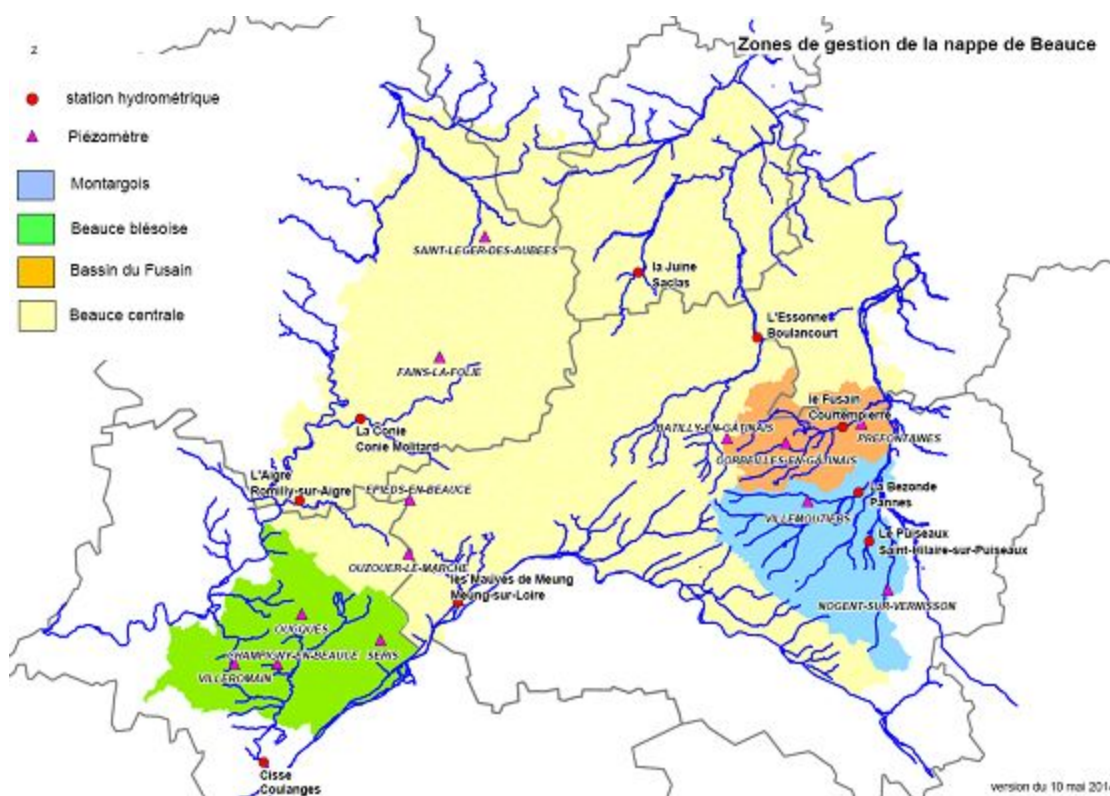 Zones de gestion de la nappe de Beauce
z
station hydrométrique
Piézomètre
Montargois
Beauce blésoise
Bassin du Fusain
Beauce centrale
SAINT-LEGER-DES-AUBEES
la Juine
Saclas
L'Essonne
Boulancourt
FAINS-LA-FOLIE
le Fusain
Courtempierre
La Conie
Conie Molitard
BATILLY-EN-GÂTINAIS
PREFONTAINES
CORBEILLES-EN-GÂTINAIS
L'Aigre
Romilly-sur-Aigre
EPIEDS-EN-BEAUCE
La Bezonde
Pannes
VILLEMOUTIERS
Le Puiseaux
Saint-Hilaire-sur-Puiseaux
OUZOUER-LE-MARCHE
les Mauves de Meung
Meung-sur-Loire
NOGENT-SUR-VERNISSON
OUCQUES
CHAMPIGNY-EN-BEAUCE
SERIS
VILLEROMAIN
Cisse
Coulanges
version du 10 mai